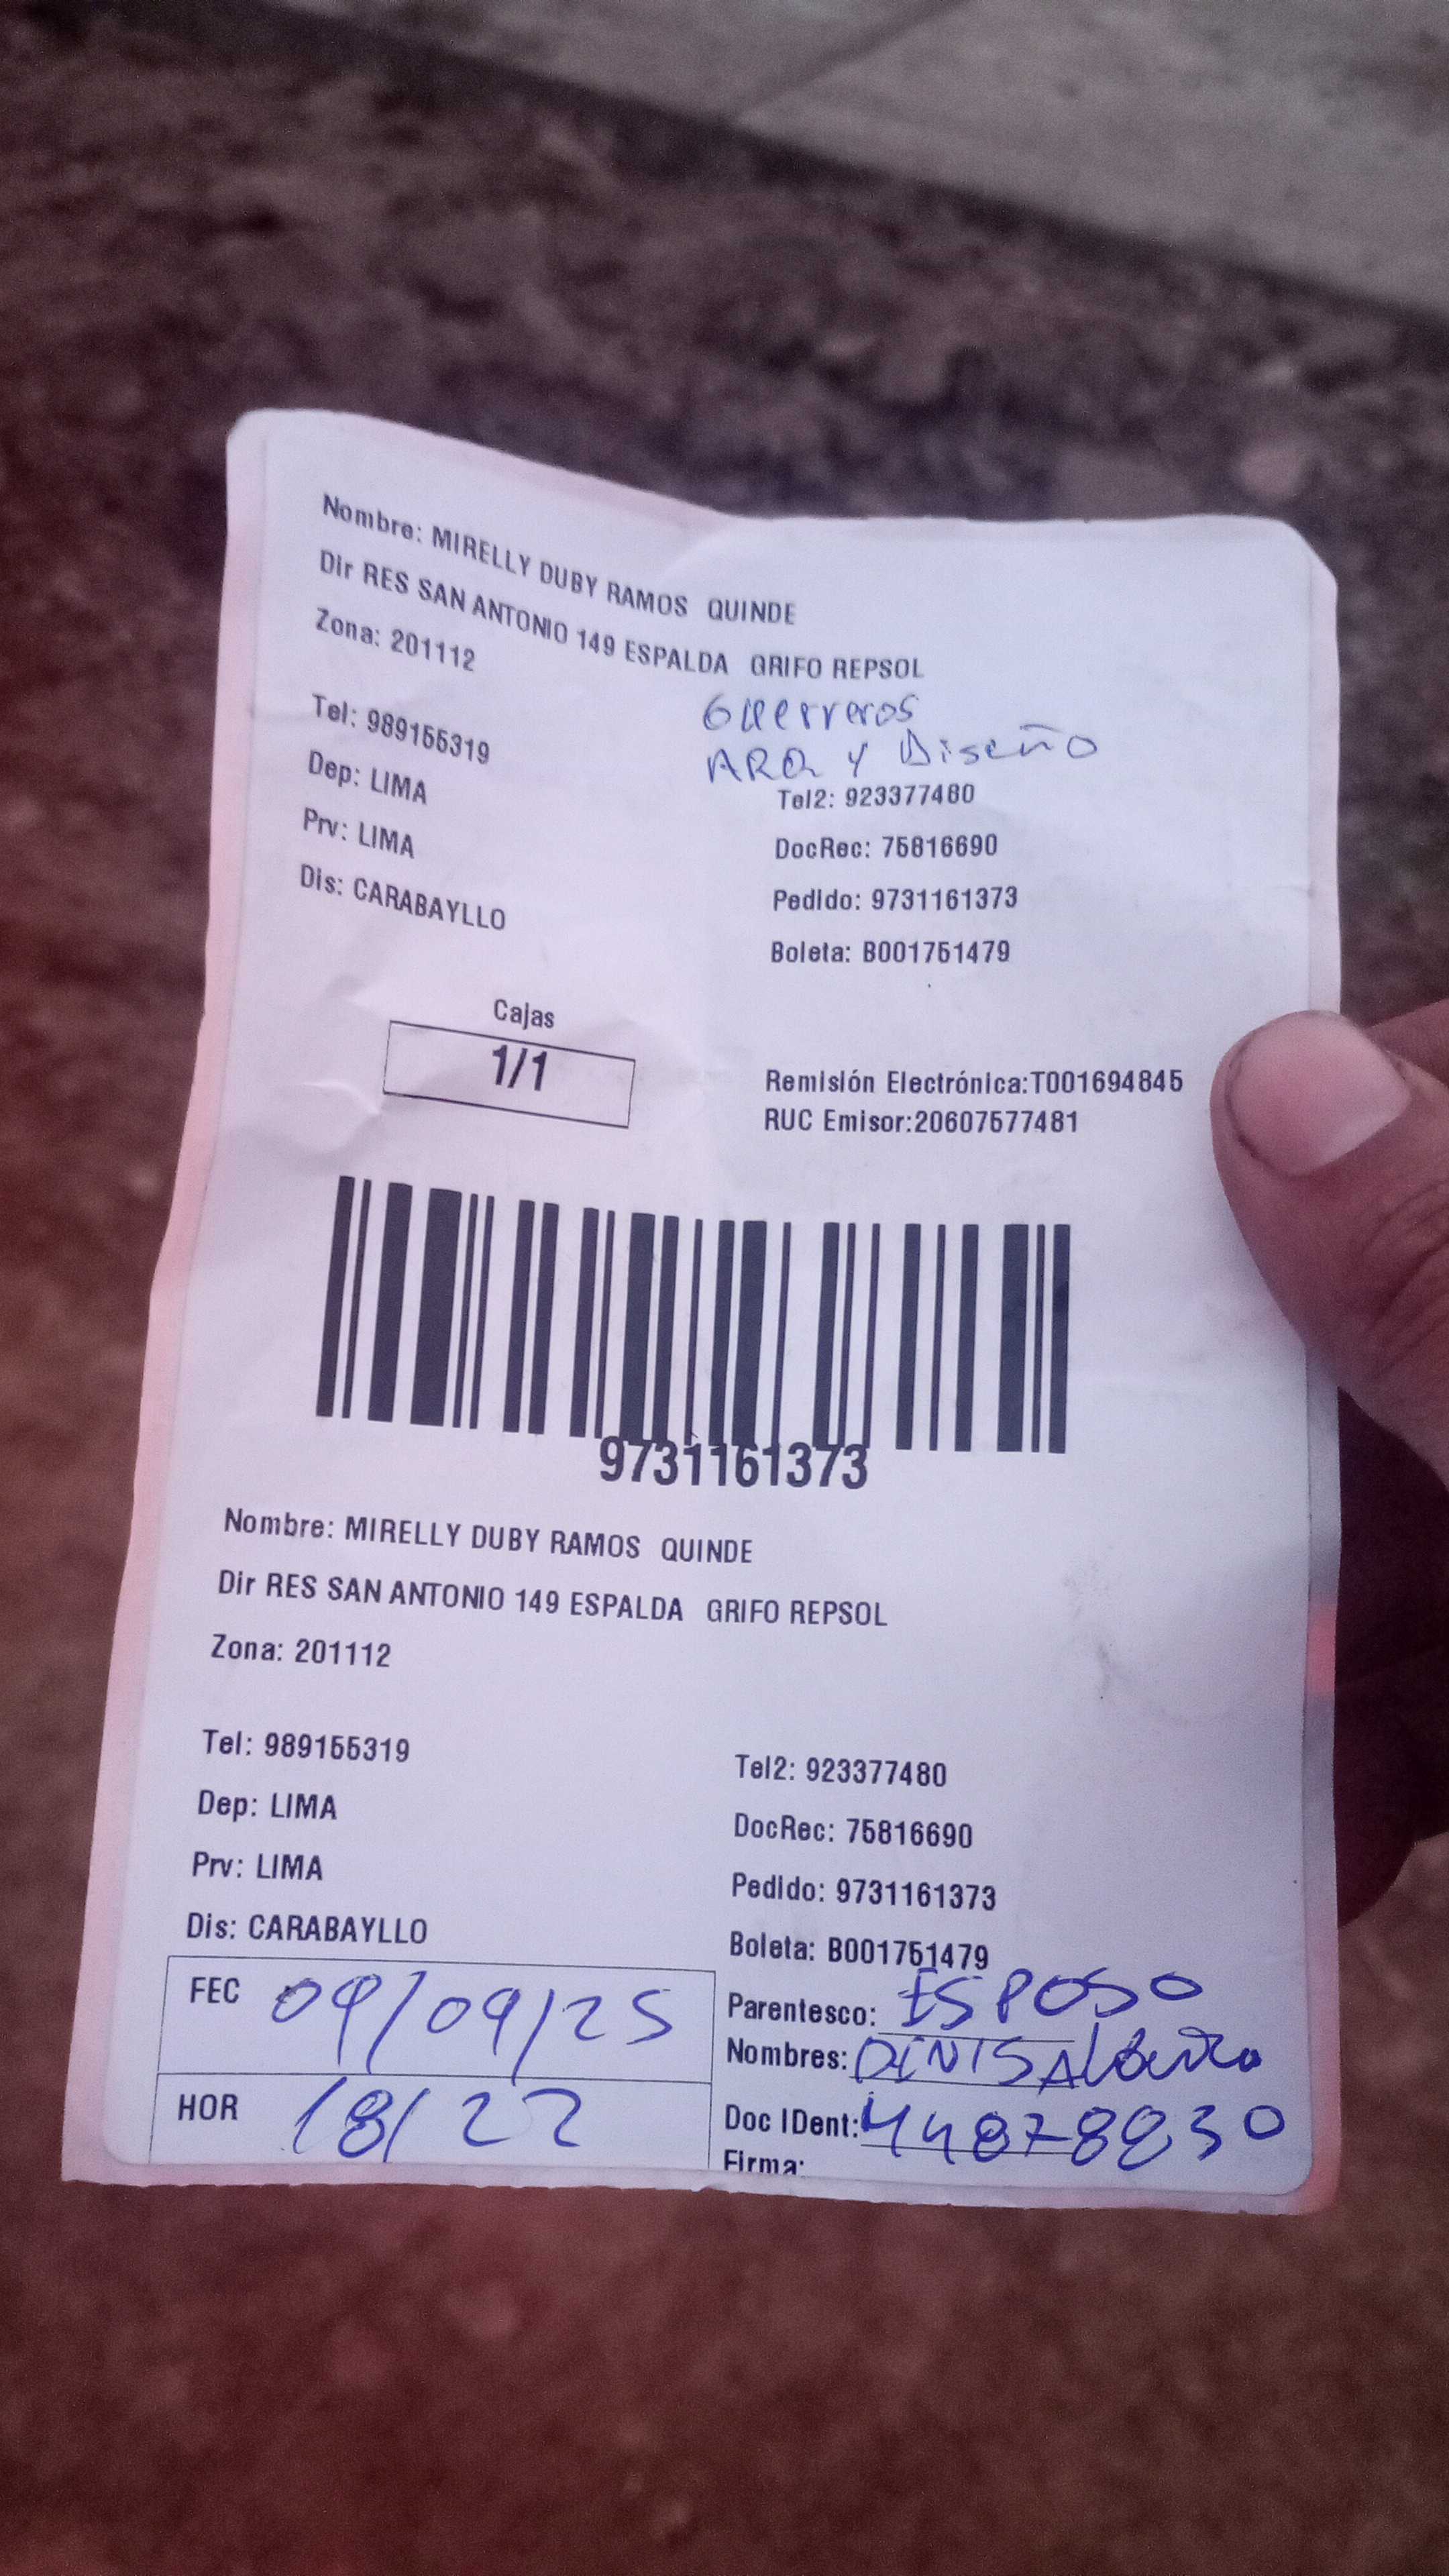 Nombre: MIRELLY DUBY RAMOS QUINDE
Dir RES SAN ANTONIO 149 ESPALDA GRIFO REPSOL
Zona: 201112
Guerreros
ARQ Y Diseño
Tel: 989155319
Tel2: 923377480
Dep: LIMA
DocRec: 75816690
Prv: LIMA
Pedido: 9731161373
Dis: CARABAYLLO
Boleta: B001751479
Cajas
1/1
Remisión Electrónica:T001694845
RUC Emisor:20607577481
9731161373
Nombre: MIRELLY DUBY RAMOS QUINDE
Dir RES SAN ANTONIO 149 ESPALDA GRIFO REPSOL
Zona: 201112
Tel: 989155319
Tel2: 923377480
Dep: LIMA
DocRec: 75816690
Prv: LIMA
Pedido: 9731161373
Dis: CARABAYLLO
Boleta: B001751479
FEC 09/09/25
Parentesco: ESPOSO
Nombres: DENIS
HOR 18/22
Doc IDent: 44878830
Firma: